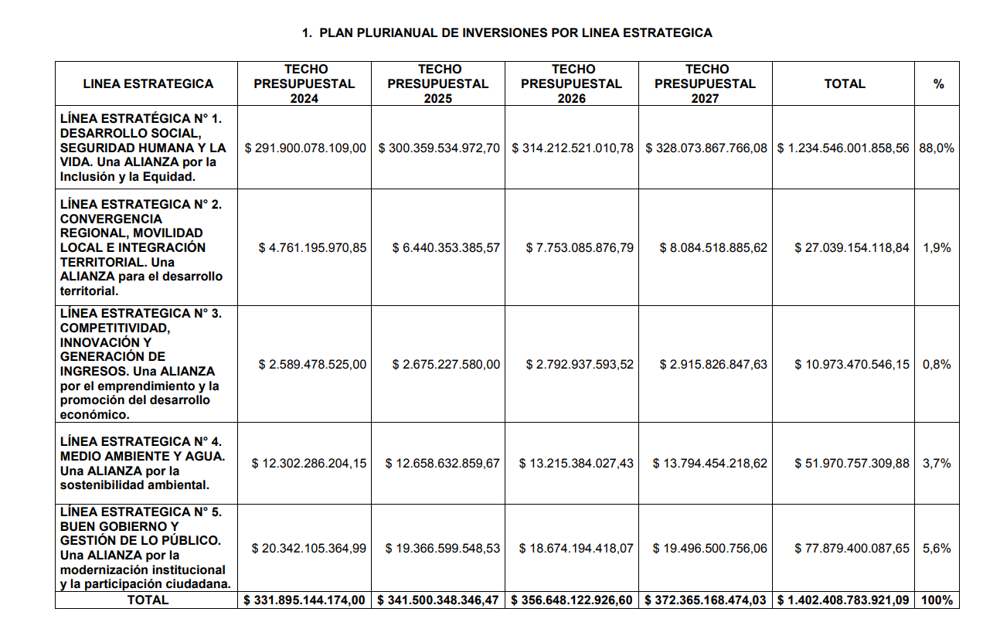 1. PLAN PLURIANUAL DE INVERSIONES POR LINEA ESTRATEGICA
LINEA ESTRATEGICA
TECHO
PRESUPUESTAL
2024
TECHO
PRESUPUESTAL
2025
TECHO
PRESUPUESTAL
2026
TECHO
PRESUPUESTAL
2027
TOTAL
%
LÍNEA ESTRATÉGICA N° 1.
DESARROLLO SOCIAL,
SEGURIDAD HUMANA Y LA
VIDA. Una ALIANZA por la
Inclusión y la Equidad.
$ 291.900.078.109,00
$ 300.359.534.972,70
$ 314.212.521.010,78
$ 328.073.867.766,08
$ 1.234.546.001.858,56
88,0%
LÍNEA ESTRATEGICA N° 2.
CONVERGENCIA
REGIONAL, MOVILIDAD
LOCAL E INTEGRACIÓN
TERRITORIAL. Una
ALIANZA para el desarrollo
territorial.
$ 4.761.195.970,85
$ 6.440.353.385,57
$ 7.753.085.876,79
$ 8.084.518.885,62
$ 27.039.154.118,84
1,9%
LÍNEA ESTRATEGICA N° 3.
COMPETITIVIDAD,
INNOVACIÓN Y
GENERACIÓN DE
INGRESOS. Una ALIANZA
por el emprendimiento y la
promoción del desarrollo
económico.
$ 2.589.478.525,00
$ 2.675.227.580,00
$ 2.792.937.593,52
$ 2.915.826.847,63
$ 10.973.470.546,15
0,8%
LÍNEA ESTRATEGICA N° 4.
MEDIO AMBIENTE Y AGUA.
Una ALIANZA por la
sostenibilidad ambiental.
$ 12.302.286.204,15
$ 12.658.632.859,67
$ 13.215.384.027,43
$ 13.794.454.218,62
$ 51.970.757.309,88
3,7%
LÍNEA ESTRATEGICA N° 5.
BUEN GOBIERNO Y
GESTIÓN DE LO PÚBLICO.
Una ALIANZA por la
modernización institucional
y la participación ciudadana.
$ 20.342.105.364,99
$ 19.366.599.548,53
$ 18.674.194.418,07
$ 19.496.500.756,06
$ 77.879.400.087,65
5,6%
TOTAL
$ 331.895.144.174,00
$ 341.500.348.346,47
$ 356.648.122.926,60
$ 372.365.168.474,03
$ 1.402.408.783.921,09
100%